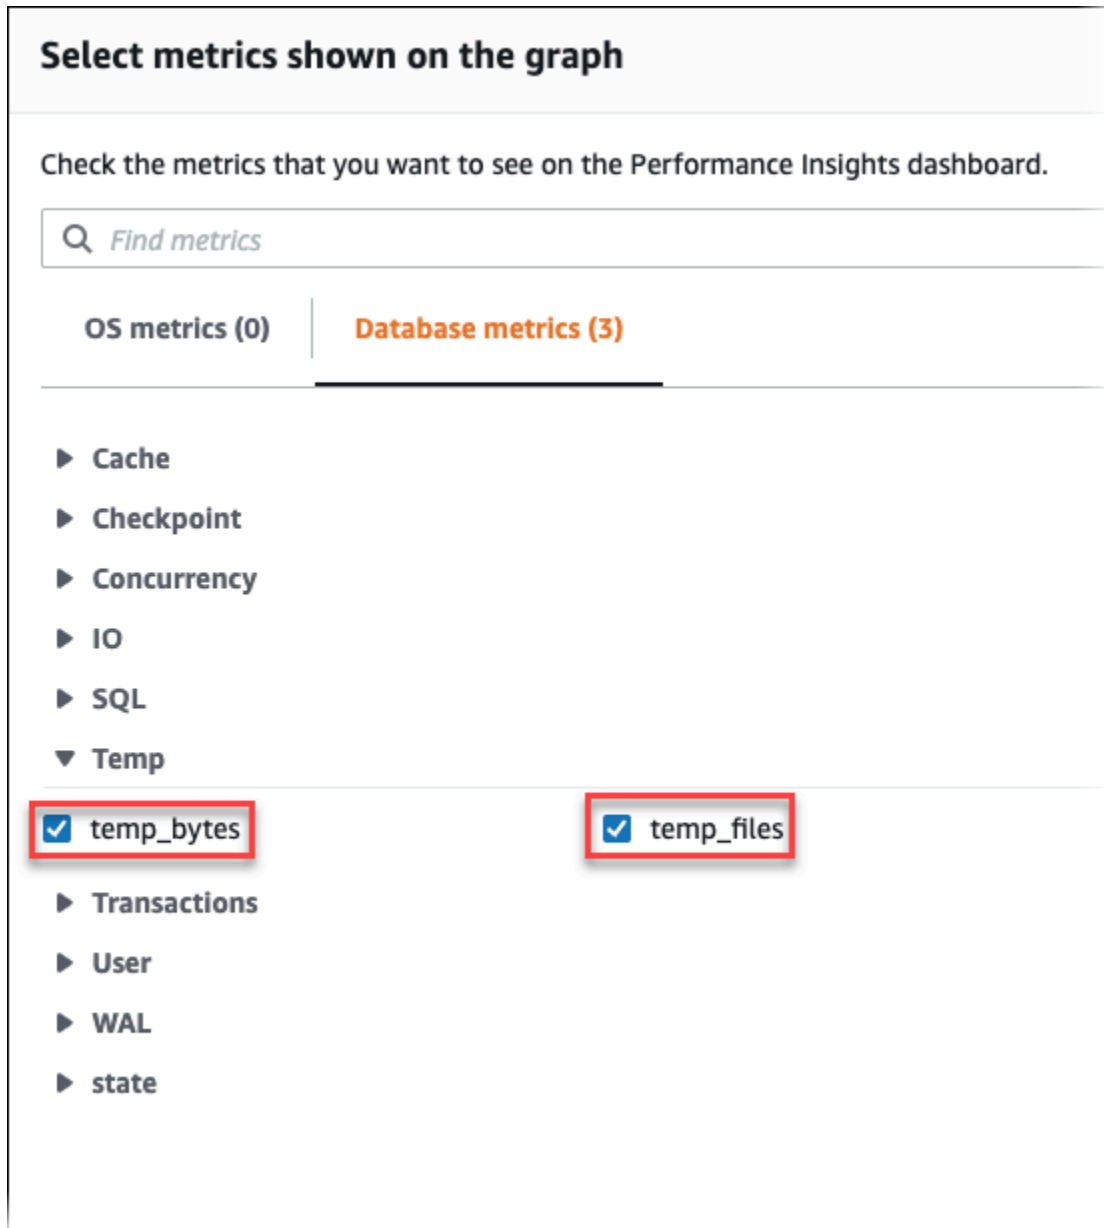 Select metrics shown on the graph
Check the metrics that you want to see on the Performance Insights dashboard.
Find metrics
OS metrics (0) Database metrics (3)
Cache
Checkpoint
Concurrency
IO
SQL
Temp
temp_bytes temp_files
Transactions
User
WAL
state